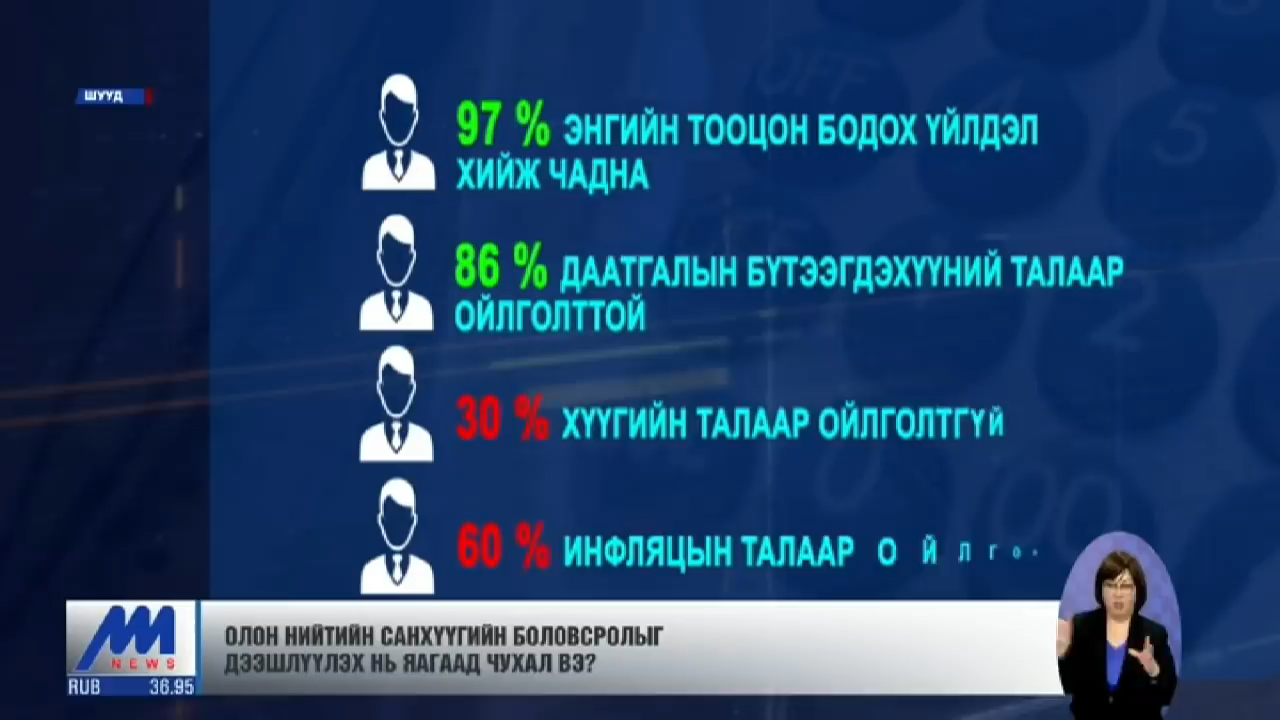 ШУУД
97 % ЭНГИЙН ТООЦОН БОДОХ ҮЙЛДЭЛ
ХИЙЖ ЧАДНА
86 % ДААТГАЛЫН БҮТЭЭГДЭХҮҮНИЙ ТАЛААР
ОЙЛГОЛТТОЙ
30 % ХҮҮГИЙН ТАЛААР ОЙЛГОЛТГҮЙ
60 % ИНФЛЯЦЫН ТАЛААР
ОЛОН НИЙТИЙН САНХҮҮГИЙН БОЛОВСРОЛЫГ
ДЭЭШЛҮҮЛЭХ НЬ ЯАГААД ЧУХАЛ ВЭ?
NEWS
RUB 36.95